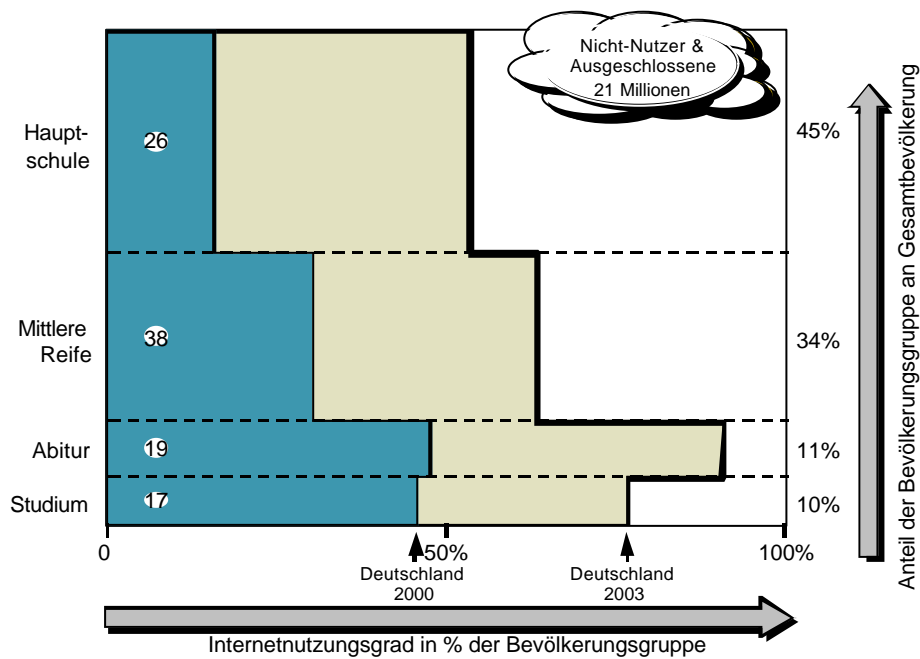 Nicht-Nutzer &
Ausgeschlossene
21 Millionen
Haupt-
schule
26
45%
Mittlere
Reife
38
34%
Abitur
19
11%
Studium
17
10%
0
50%
100%
Deutschland
2000
Deutschland
2003
Internetnutzungsgrad in % der Bevölkerungsgruppe
Anteil der Bevölkerungsgruppe an Gesamtbevölkerung